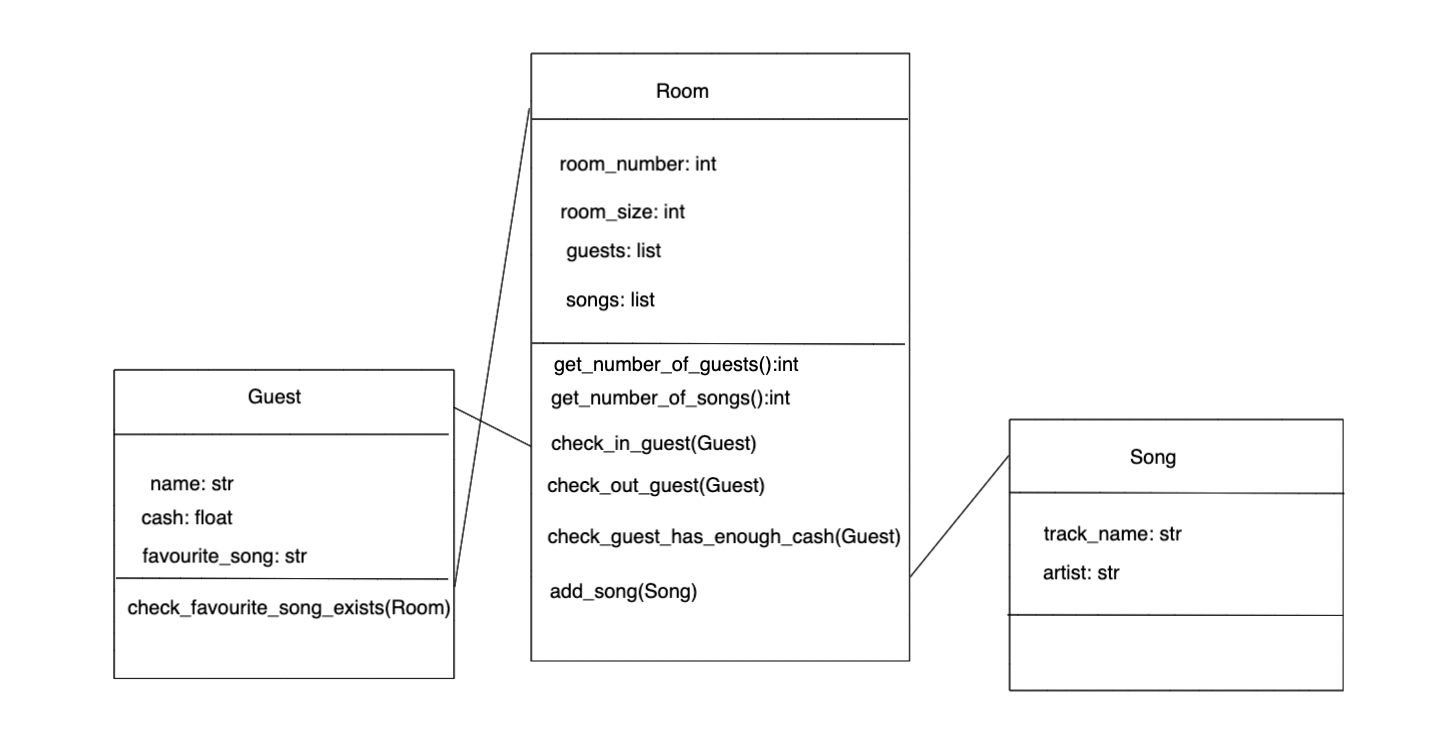 Room
room_number: int
room_size: int
guests: list
songs: list
get_number_of_guests():int
get_number_of_songs():int
check_in_guest(Guest)
check_out_guest(Guest)
check_guest_has_enough_cash(Guest)
add_song(Song)
Guest
name: str
cash: float
favourite_song: str
check_favourite_song_exists(Room)
Song
track_name: str
artist: str